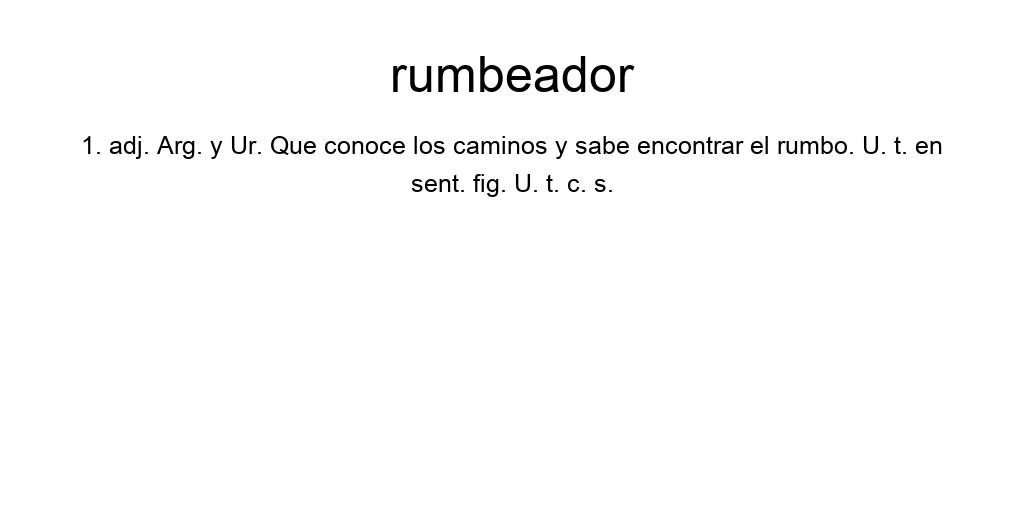 rumbeador
1. adj. Arg. y Ur. Que conoce los caminos y sabe encontrar el rumbo. U. t. en
sent. fig. U. t. c. s.